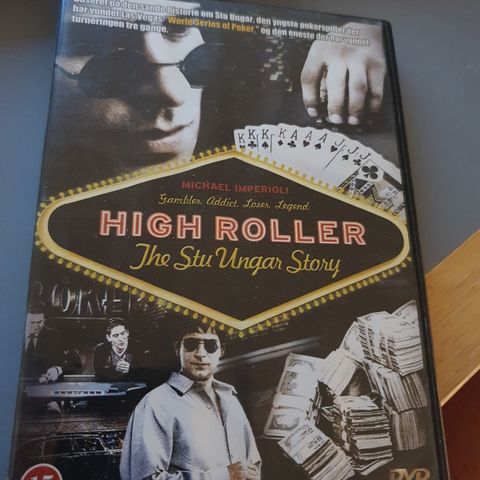 Baseret på den sande historie om Stu Ungar, den yngste pokerspiller der
har vundet Las Vegas' "World Series of Poker," og den eneste der har vundet
turneringen tre gange.
K K K K A A A J J J
MICHAEL IMPERIOLI
Gambler. Addict. Loser. Legend.
HIGH ROLLER
The Stu Ungar Story
15
DVD